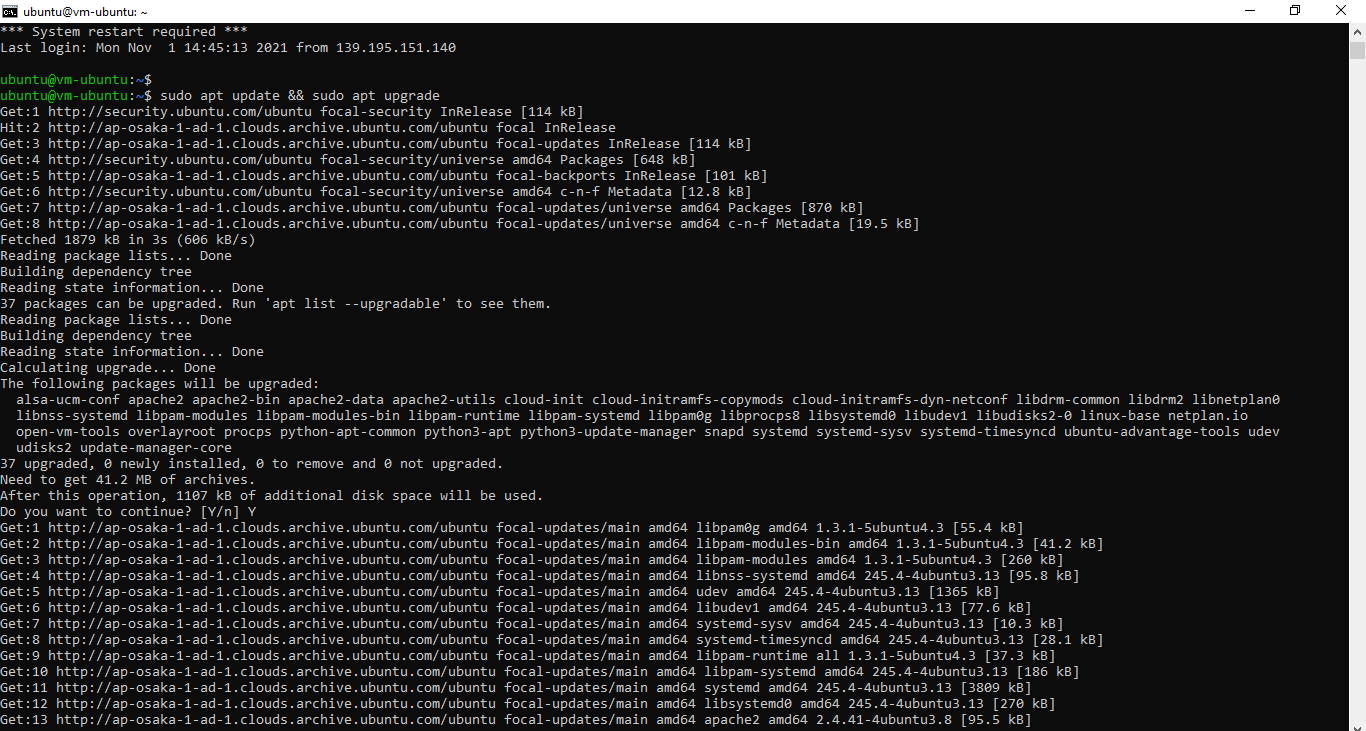 ubuntu@vm-ubuntu: ~
*** System restart required ***
Last login: Mon Nov  1 14:45:13 2021 from 139.195.151.140
ubuntu@vm-ubuntu:~$
ubuntu@vm-ubuntu:~$ sudo apt update && sudo apt upgrade
Get:1 http://security.ubuntu.com/ubuntu focal-security InRelease [114 kB]
Hit:2 http://ap-osaka-1-ad-1.clouds.archive.ubuntu.com/ubuntu focal InRelease
Get:3 http://ap-osaka-1-ad-1.clouds.archive.ubuntu.com/ubuntu focal-updates InRelease [114 kB]
Get:4 http://security.ubuntu.com/ubuntu focal-security/universe amd64 Packages [648 kB]
Get:5 http://ap-osaka-1-ad-1.clouds.archive.ubuntu.com/ubuntu focal-backports InRelease [101 kB]
Get:6 http://security.ubuntu.com/ubuntu focal-security/universe amd64 c-n-f Metadata [12.8 kB]
Get:7 http://ap-osaka-1-ad-1.clouds.archive.ubuntu.com/ubuntu focal-updates/universe amd64 Packages [870 kB]
Get:8 http://ap-osaka-1-ad-1.clouds.archive.ubuntu.com/ubuntu focal-updates/universe amd64 c-n-f Metadata [19.5 kB]
Fetched 1879 kB in 3s (606 kB/s)
Reading package lists... Done
Building dependency tree
Reading state information... Done
37 packages can be upgraded. Run 'apt list --upgradable' to see them.
Reading package lists... Done
Building dependency tree
Reading state information... Done
Calculating upgrade... Done
The following packages will be upgraded:
  alsa-ucm-conf apache2 apache2-bin apache2-data apache2-utils cloud-init cloud-initramfs-copymods cloud-initramfs-dyn-netconf libdrm-common libdrm2 libnetplan0
  libnss-systemd libpam-modules libpam-modules-bin libpam-runtime libpam-systemd libpam0g libprocps8 libsystemd0 libudev1 libudisks2-0 linux-base netplan.io
  open-vm-tools overlayroot procps python-apt-common python3-apt python3-update-manager snapd systemd systemd-sysv systemd-timesyncd ubuntu-advantage-tools udev
  udisks2 update-manager-core
37 upgraded, 0 newly installed, 0 to remove and 0 not upgraded.
Need to get 41.2 MB of archives.
After this operation, 1107 kB of additional disk space will be used.
Do you want to continue? [Y/n] Y
Get:1 http://ap-osaka-1-ad-1.clouds.archive.ubuntu.com/ubuntu focal-updates/main amd64 libpam0g amd64 1.3.1-5ubuntu4.3 [55.4 kB]
Get:2 http://ap-osaka-1-ad-1.clouds.archive.ubuntu.com/ubuntu focal-updates/main amd64 libpam-modules-bin amd64 1.3.1-5ubuntu4.3 [41.2 kB]
Get:3 http://ap-osaka-1-ad-1.clouds.archive.ubuntu.com/ubuntu focal-updates/main amd64 libpam-modules amd64 1.3.1-5ubuntu4.3 [260 kB]
Get:4 http://ap-osaka-1-ad-1.clouds.archive.ubuntu.com/ubuntu focal-updates/main amd64 libnss-systemd amd64 245.4-4ubuntu3.13 [95.8 kB]
Get:5 http://ap-osaka-1-ad-1.clouds.archive.ubuntu.com/ubuntu focal-updates/main amd64 udev amd64 245.4-4ubuntu3.13 [1365 kB]
Get:6 http://ap-osaka-1-ad-1.clouds.archive.ubuntu.com/ubuntu focal-updates/main amd64 libudev1 amd64 245.4-4ubuntu3.13 [77.6 kB]
Get:7 http://ap-osaka-1-ad-1.clouds.archive.ubuntu.com/ubuntu focal-updates/main amd64 systemd-sysv amd64 245.4-4ubuntu3.13 [10.3 kB]
Get:8 http://ap-osaka-1-ad-1.clouds.archive.ubuntu.com/ubuntu focal-updates/main amd64 systemd-timesyncd amd64 245.4-4ubuntu3.13 [28.1 kB]
Get:9 http://ap-osaka-1-ad-1.clouds.archive.ubuntu.com/ubuntu focal-updates/main amd64 libpam-runtime all 1.3.1-5ubuntu4.3 [37.3 kB]
Get:10 http://ap-osaka-1-ad-1.clouds.archive.ubuntu.com/ubuntu focal-updates/main amd64 libpam-systemd amd64 245.4-4ubuntu3.13 [186 kB]
Get:11 http://ap-osaka-1-ad-1.clouds.archive.ubuntu.com/ubuntu focal-updates/main amd64 systemd amd64 245.4-4ubuntu3.13 [3809 kB]
Get:12 http://ap-osaka-1-ad-1.clouds.archive.ubuntu.com/ubuntu focal-updates/main amd64 libsystemd0 amd64 245.4-4ubuntu3.13 [270 kB]
Get:13 http://ap-osaka-1-ad-1.clouds.archive.ubuntu.com/ubuntu focal-updates/main amd64 apache2 amd64 2.4.41-4ubuntu3.8 [95.5 kB]